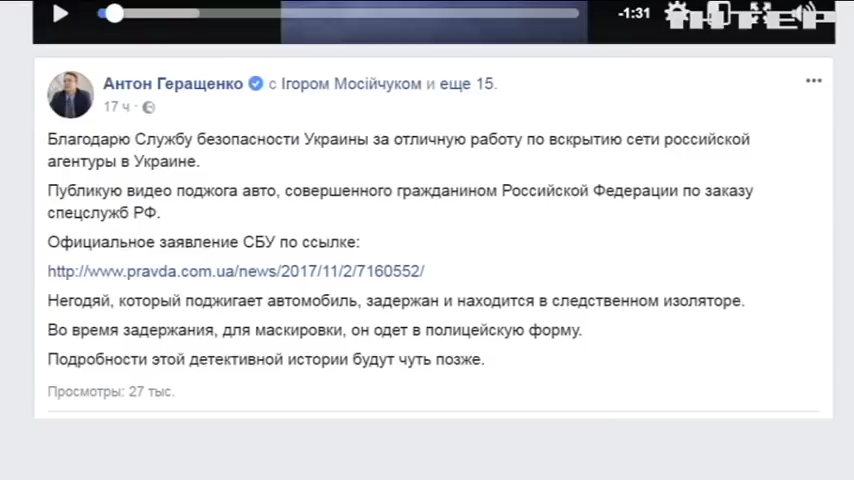 -1:31
ІНТЕР
Антон Геращенко с Ігором Мосійчуком и еще 15.
17 ч ·
Благодарю Службу безопасности Украины за отличную работу по вскрытию сети российской
агентуры в Украине.
Публикую видео поджога авто, совершенного гражданином Российской Федерации по заказу
спецслужб РФ.
Официальное заявление СБУ по ссылке:
http://www.pravda.com.ua/news/2017/11/2/7160552/
Негодяй, который поджигает автомобиль, задержан и находится в следственном изоляторе.
Во время задержания, для маскировки, он одет в полицейскую форму.
Подробности этой детективной истории будут чуть позже.
Просмотры: 27 тыс.